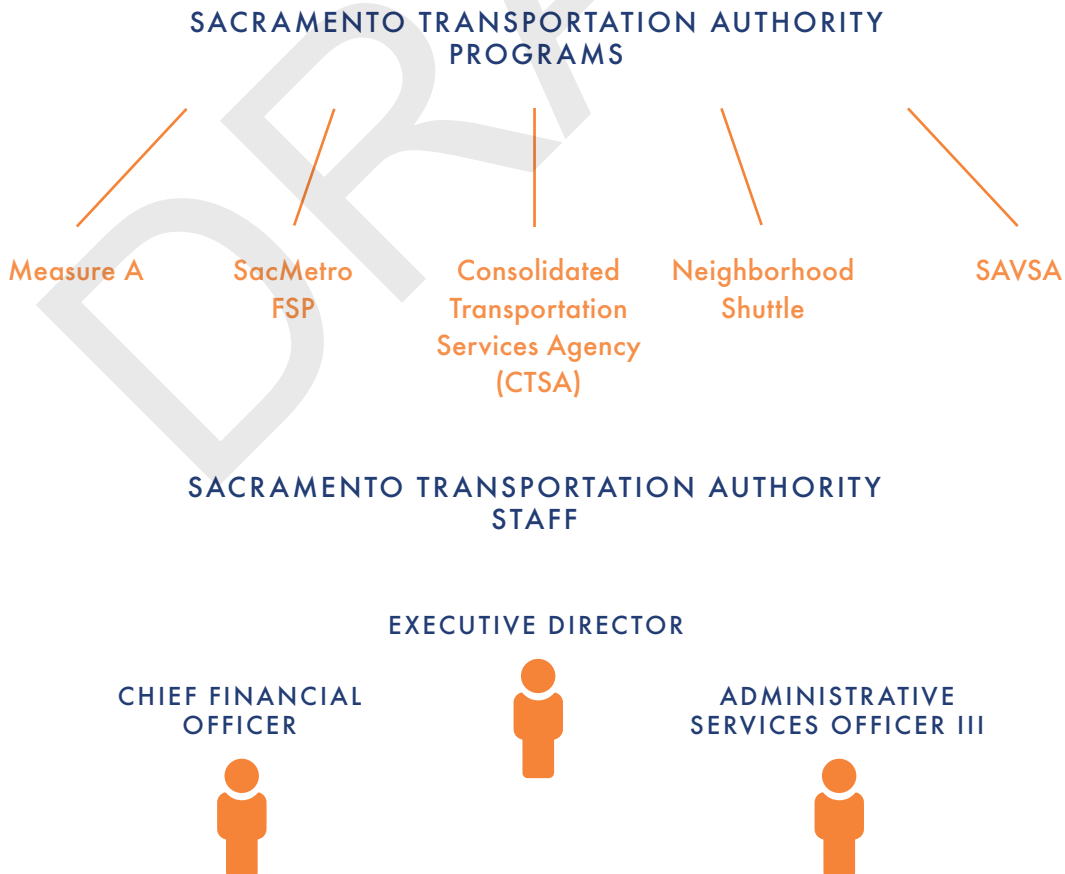 SACRAMENTO TRANSPORTATION AUTHORITY
PROGRAMS
Measure A
SacMetro
FSP
Consolidated
Transportation
Services Agency
(CTSA)
Neighborhood
Shuttle
SAVSA
SACRAMENTO TRANSPORTATION AUTHORITY
STAFF
EXECUTIVE DIRECTOR
CHIEF FINANCIAL
OFFICER
ADMINISTRATIVE
SERVICES OFFICER III
DRA